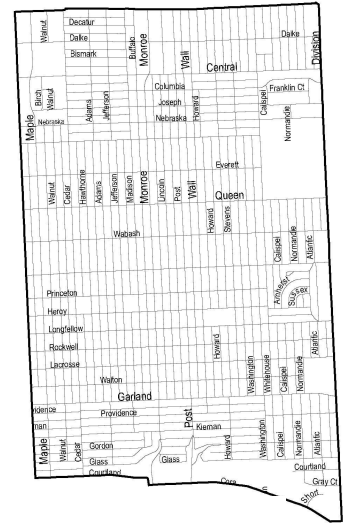 Decatur
Walnut
Dalke
Bismark
Buffalo
Monroe
Wall
Dalke
Division
Central
Birch
Walnut
Maple
Nebraska
Adams
Jefferson
Columbia
Joseph
Nebraska
Howard
Calispel
Franklin Ct
Normandie
Everett
Walnut
Cedar
Hawthorne
Adams
Jefferson
Madison
Monroe
Lincoln
Post
Wall
Queen
Howard
Stevens
Wabash
Calispel
Normandie
Atlantic
Princeton
Amherst
Sussex
Heroy
Longfellow
Rockwell
Lacrosse
Howard
Atlantic
Walton
Washington
Whitehouse
Calispel
Normandie
Garland
vidence
Providence
man
Post
Kiernan
Maple
Walnut
Cedar
Gordon
Glass
Courtland
Glass
Howard
Washington
Calispel
Normandie
Atlantic
Courtland
Gray Ct
Cora
Short